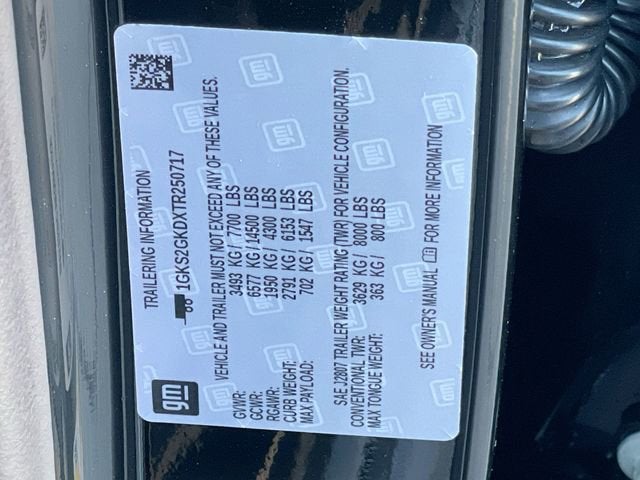 TRAILERING INFORMATION
1GKS2GKDXTR250717
VEHICLE AND TRAILER MUST NOT EXCEED ANY OF THESE VALUES.
GVWR: 3493 KG / 7700 LBS
GCWR: 6577 KG / 14500 LBS
RGAWR: 1950 KG / 4300 LBS
CURB WEIGHT: 2791 KG / 6153 LBS
MAX PAYLOAD: 702 KG / 1547 LBS
SAE J2807 TRAILER WEIGHT RATING (TWR) FOR VEHICLE CONFIGURATION.
CONVENTIONAL TWR: 3629 KG / 8000 LBS
MAX TONGUE WEIGHT: 363 KG / 800 LBS
SEE OWNER'S MANUAL FOR MORE INFORMATION
gm